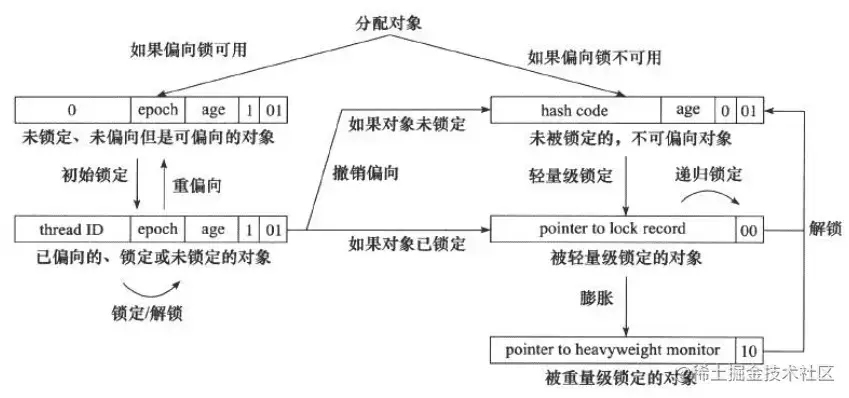 分配对象
如果偏向锁可用
如果偏向锁不可用
0 epoch age 1 01
hash code age 0 01
未锁定、未偏向但是可偏向的对象
如果对象未锁定
未被锁定的，不可偏向对象
初始锁定
重偏向
撤销偏向
轻量级锁定
递归锁定
thread ID epoch age 1 01
如果对象已锁定
pointer to lock record 00
解锁
已偏向的、锁定或未锁定的对象
被轻量级锁定的对象
锁定/解锁
膨胀
pointer to heavyweight monitor 10
被重量级锁定的对象
@稀土掘金技术社区